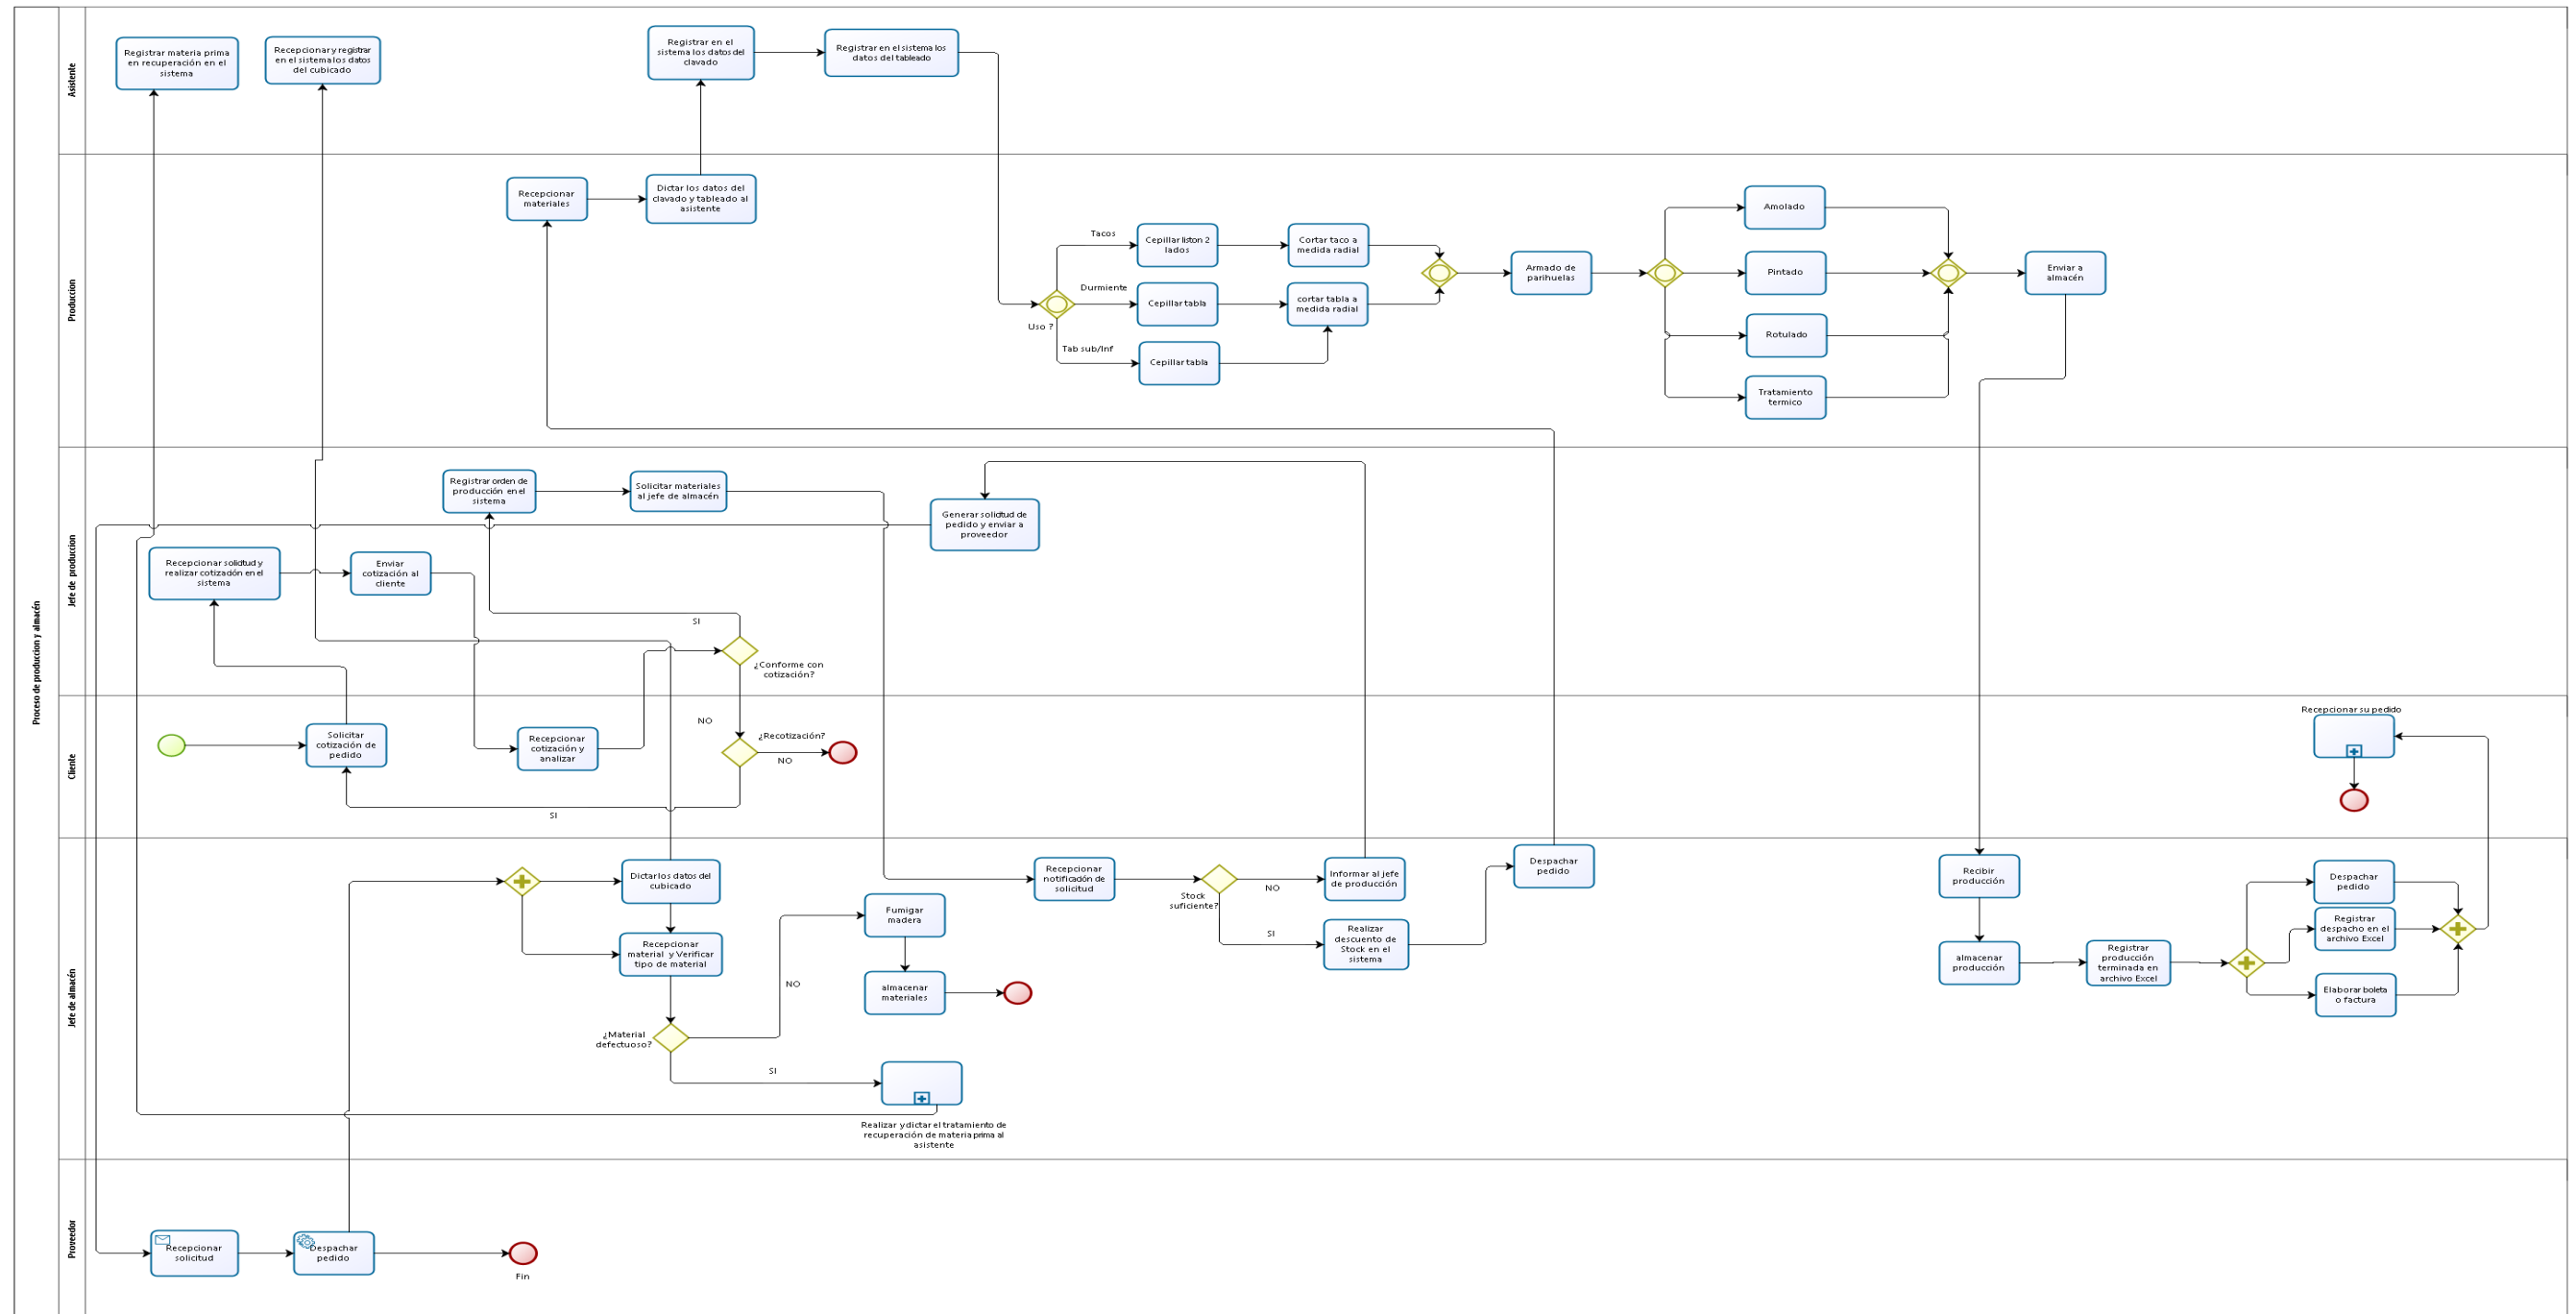 Proceso de produccion y almacén
Asistente
Registrar materia prima
en recuperación en el
sistema
Recepcionar y registrar
en el sistema los datos
del cubicado
Registrar en el
sistema los datos del
clavado
Registrar en el sistema los
datos del tableado
Produccion
Recepcionar
materiales
Dictar los datos del
clavado y tableado al
asistente
Uso ?
Tacos
Durmiente
Tab sub/Inf
Cepillar liston 2
lados
Cortar taco a
medida radial
Cepillar tabla
cortar tabla a
medida radial
Cepillar tabla
Armado de
parihuelas
Amolado
Pintado
Rotulado
Tratamiento
termico
Enviar a
almacén
Jefe de produccion
Registrar orden de
producción en el
sistema
Solicitar materiales
al jefe de almacén
Generar solicitud de
pedido y enviar a
proveedor
Recepcionar solicitud y
realizar cotización en el
sistema
Enviar
cotización al
cliente
SI
¿Conforme con
cotización?
Cliente
Solicitar
cotización de
pedido
Recepcionar
cotización y
analizar
NO
¿Recotización?
NO
SI
Recepcionar su pedido
Jefe de almacén
Dictar los datos del
cubicado
Recepcionar
material y Verificar
tipo de material
¿Material
defectuoso?
NO
SI
Fumigar
madera
almacenar
materiales
Realizar y dictar el tratamiento de
recuperación de materia prima al
asistente
Recepcionar
notificación de
solicitud
Stock
suficiente?
NO
SI
Informar al jefe
de producción
Realizar
descuento de
Stock en el
sistema
Despachar
pedido
Recibir
producción
almacenar
producción
Registrar
producción
terminada en
archivo Excel
Despachar
pedido
Registrar
despacho en el
archivo Excel
Elaborar boleta
o factura
Proveedor
Recepcionar
solicitud
Despachar
pedido
Fin